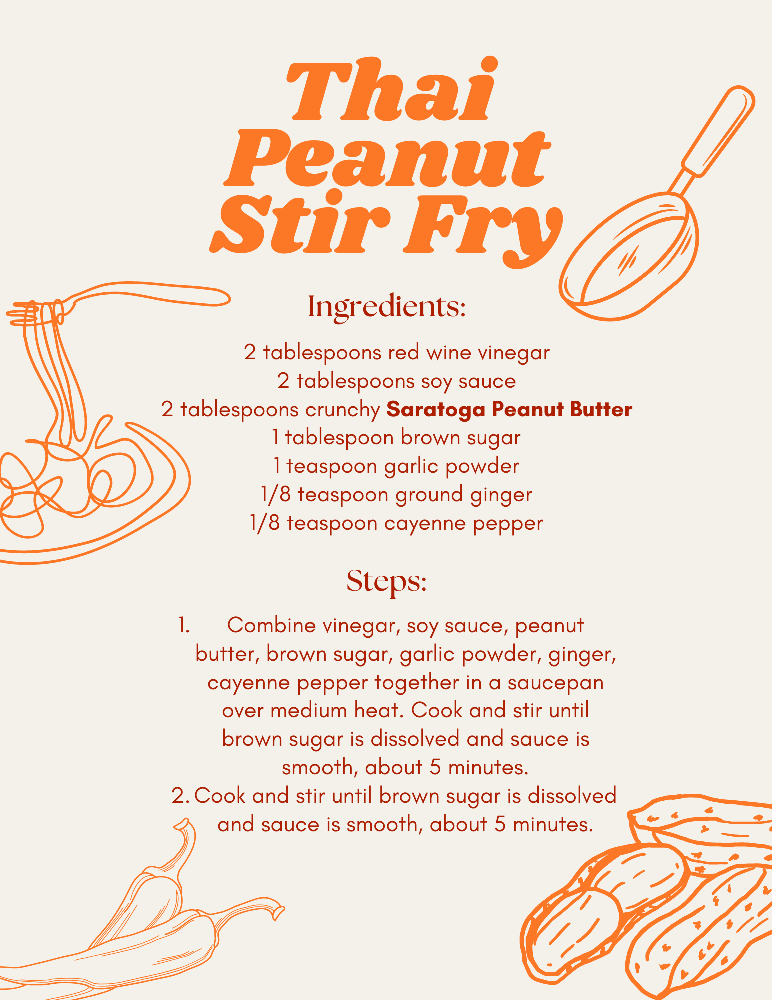 Thai
Peanut
Stir Fry
Ingredients:
2 tablespoons red wine vinegar
2 tablespoons soy sauce
2 tablespoons crunchy Saratoga Peanut Butter
1 tablespoon brown sugar
1 teaspoon garlic powder
1/8 teaspoon ground ginger
1/8 teaspoon cayenne pepper
Steps:
1. Combine vinegar, soy sauce, peanut
butter, brown sugar, garlic powder, ginger,
cayenne pepper together in a saucepan
over medium heat. Cook and stir until
brown sugar is dissolved and sauce is
smooth, about 5 minutes.
2. Cook and stir until brown sugar is dissolved
and sauce is smooth, about 5 minutes.